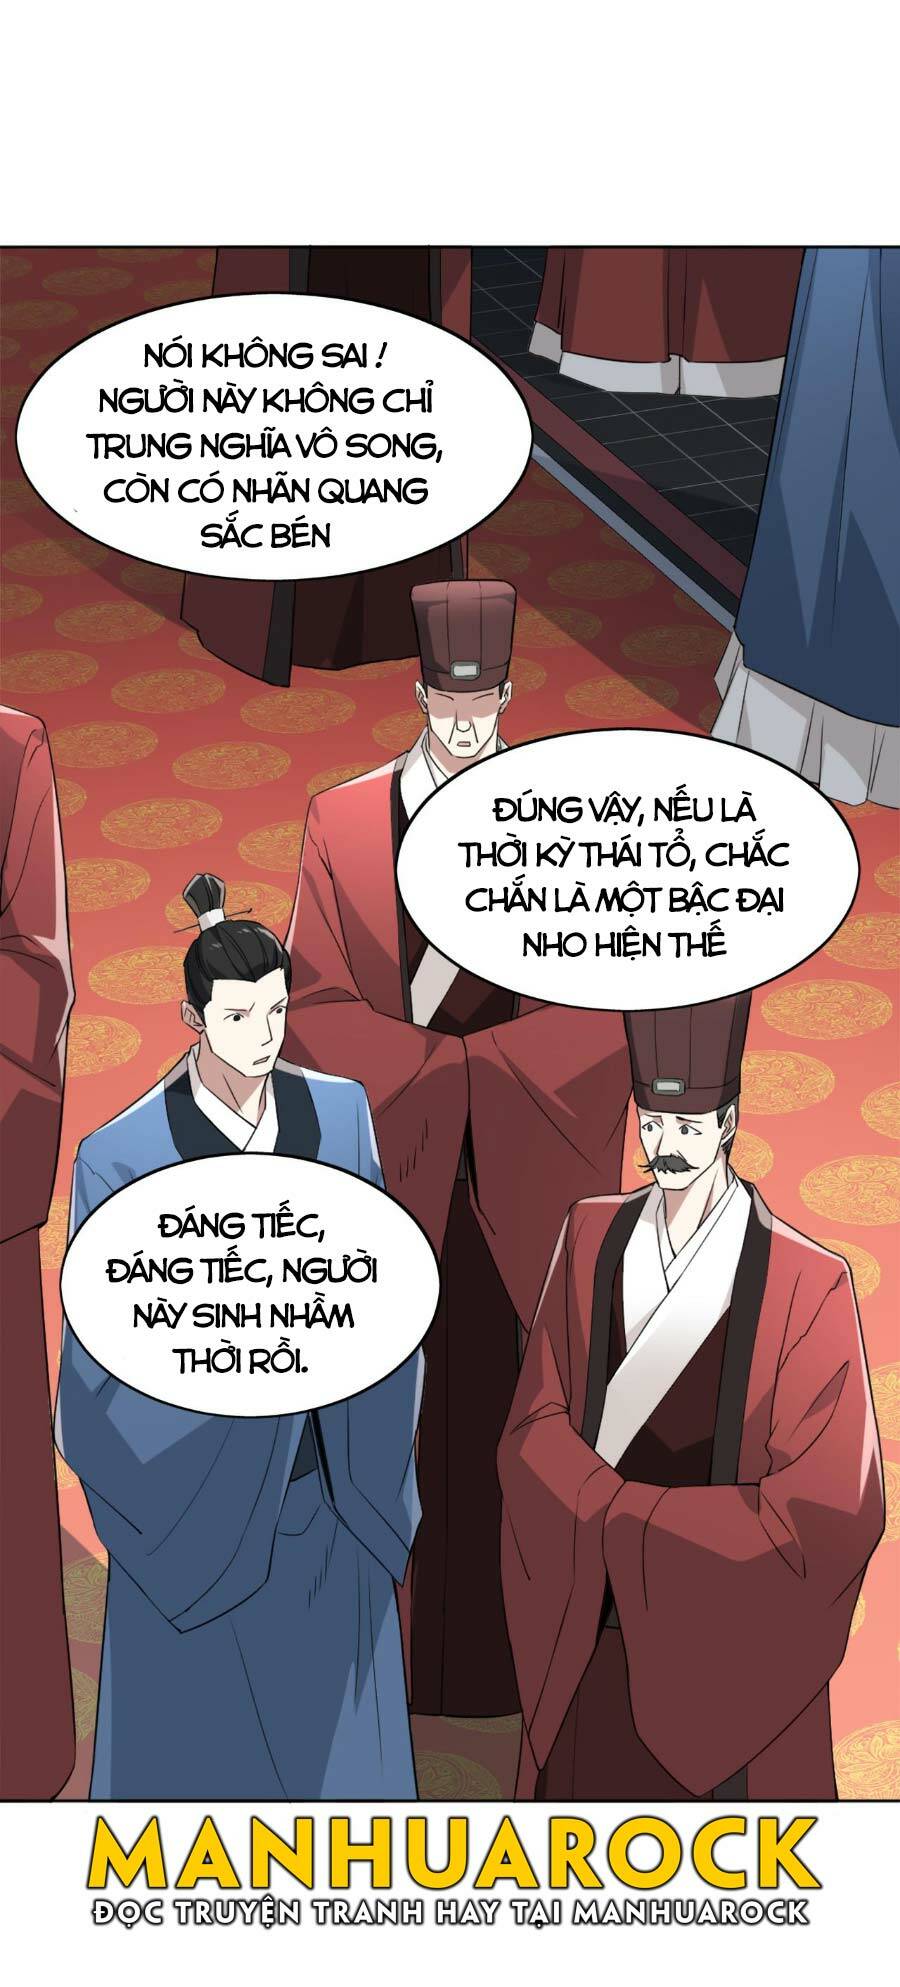 NÓI KHÔNG SAI!
NGƯỜI NÀY KHÔNG CHỈ
TRUNG NGHĨA VÔ SONG,
CÒN CÓ NHÃN QUANG
SẮC BÉN
ĐÚNG VẬY, NẾU LÀ
THỜI KỲ THÁI TỔ, CHẮC
CHẮN LÀ MỘT BẬC ĐẠI
NHO HIỆN THẾ
ĐÁNG TIẾC,
ĐÁNG TIẾC, NGƯỜI
NÀY SINH NHẦM
THỜI RỒI.
MANHUAROCK
ĐỌC TRUYỆN TRANH HAY TẠI MANHUAROCK